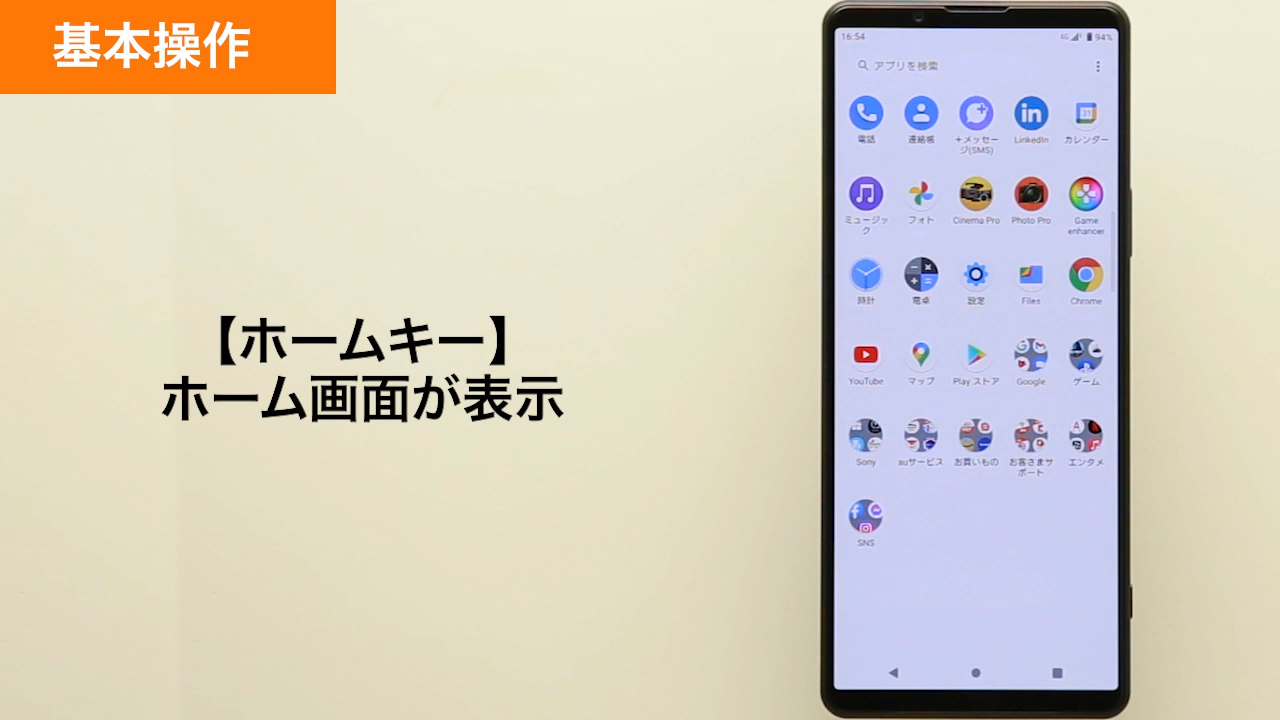 基本操作
【ホームキー】
ホーム画面が表示
16:54
4G
94%
アプリを検索
電話
連絡帳
+メッセー
ジ(SMS)
LinkedIn
カレンダー
31
ミュージッ
ク
フォト
Cinema Pro
Photo Pro
Game
enhancer
時計
電卓
設定
Files
Chrome
YouTube
マップ
Play ストア
Google
ゲーム
Sony
auサービス
お買いもの
お客さまサ
ポート
エンタメ
SNS